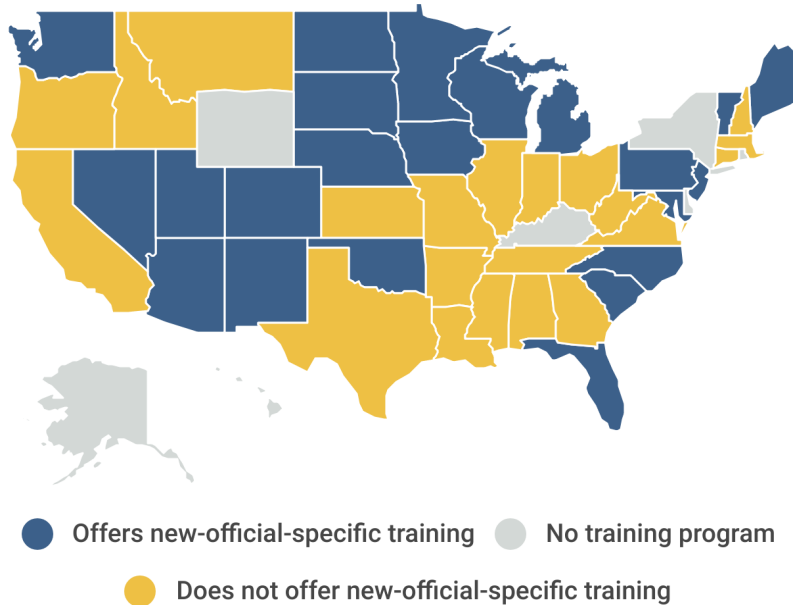 Offers new-official-specific training
No training program
Does not offer new-official-specific training